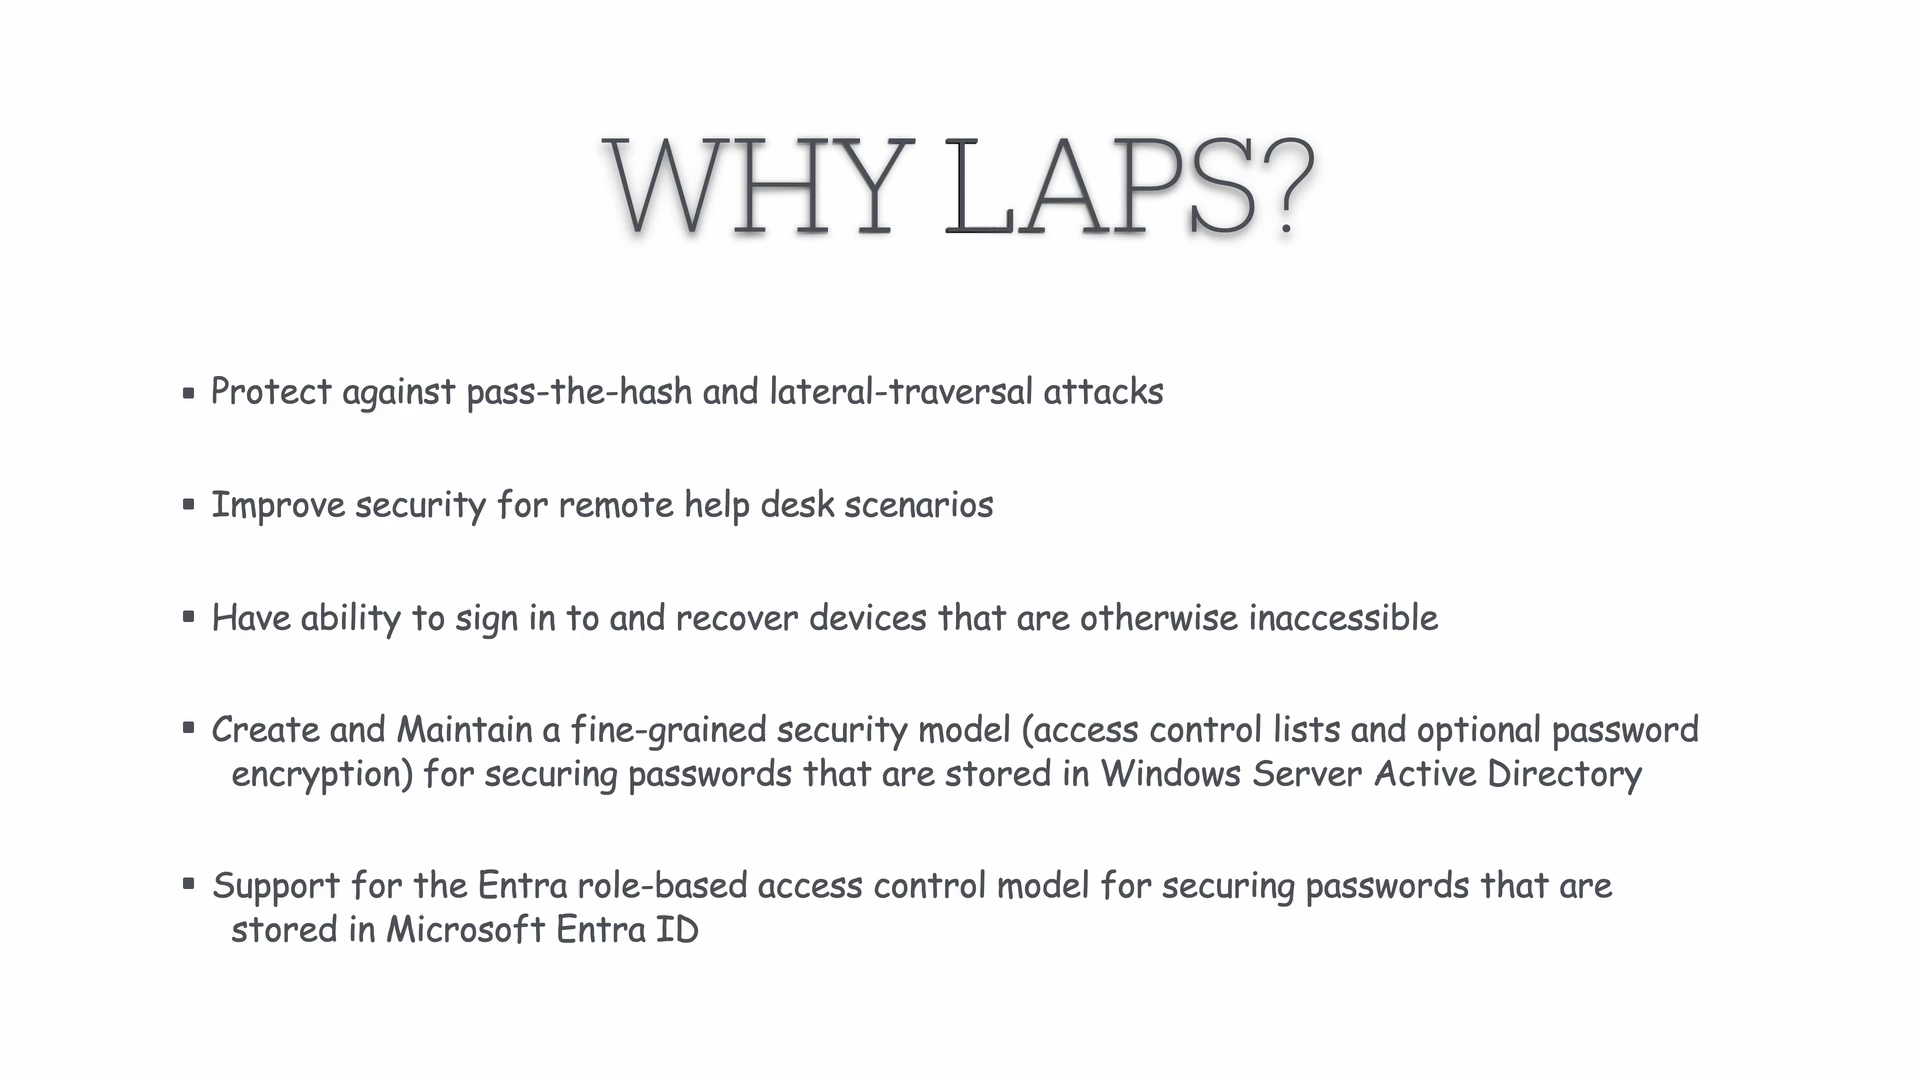 WHY LAPS?
▪ Protect against pass-the-hash and lateral-traversal attacks
▪ Improve security for remote help desk scenarios
▪ Have ability to sign in to and recover devices that are otherwise inaccessible
▪ Create and Maintain a fine-grained security model (access control lists and optional password
encryption) for securing passwords that are stored in Windows Server Active Directory
▪ Support for the Entra role-based access control model for securing passwords that are
stored in Microsoft Entra ID